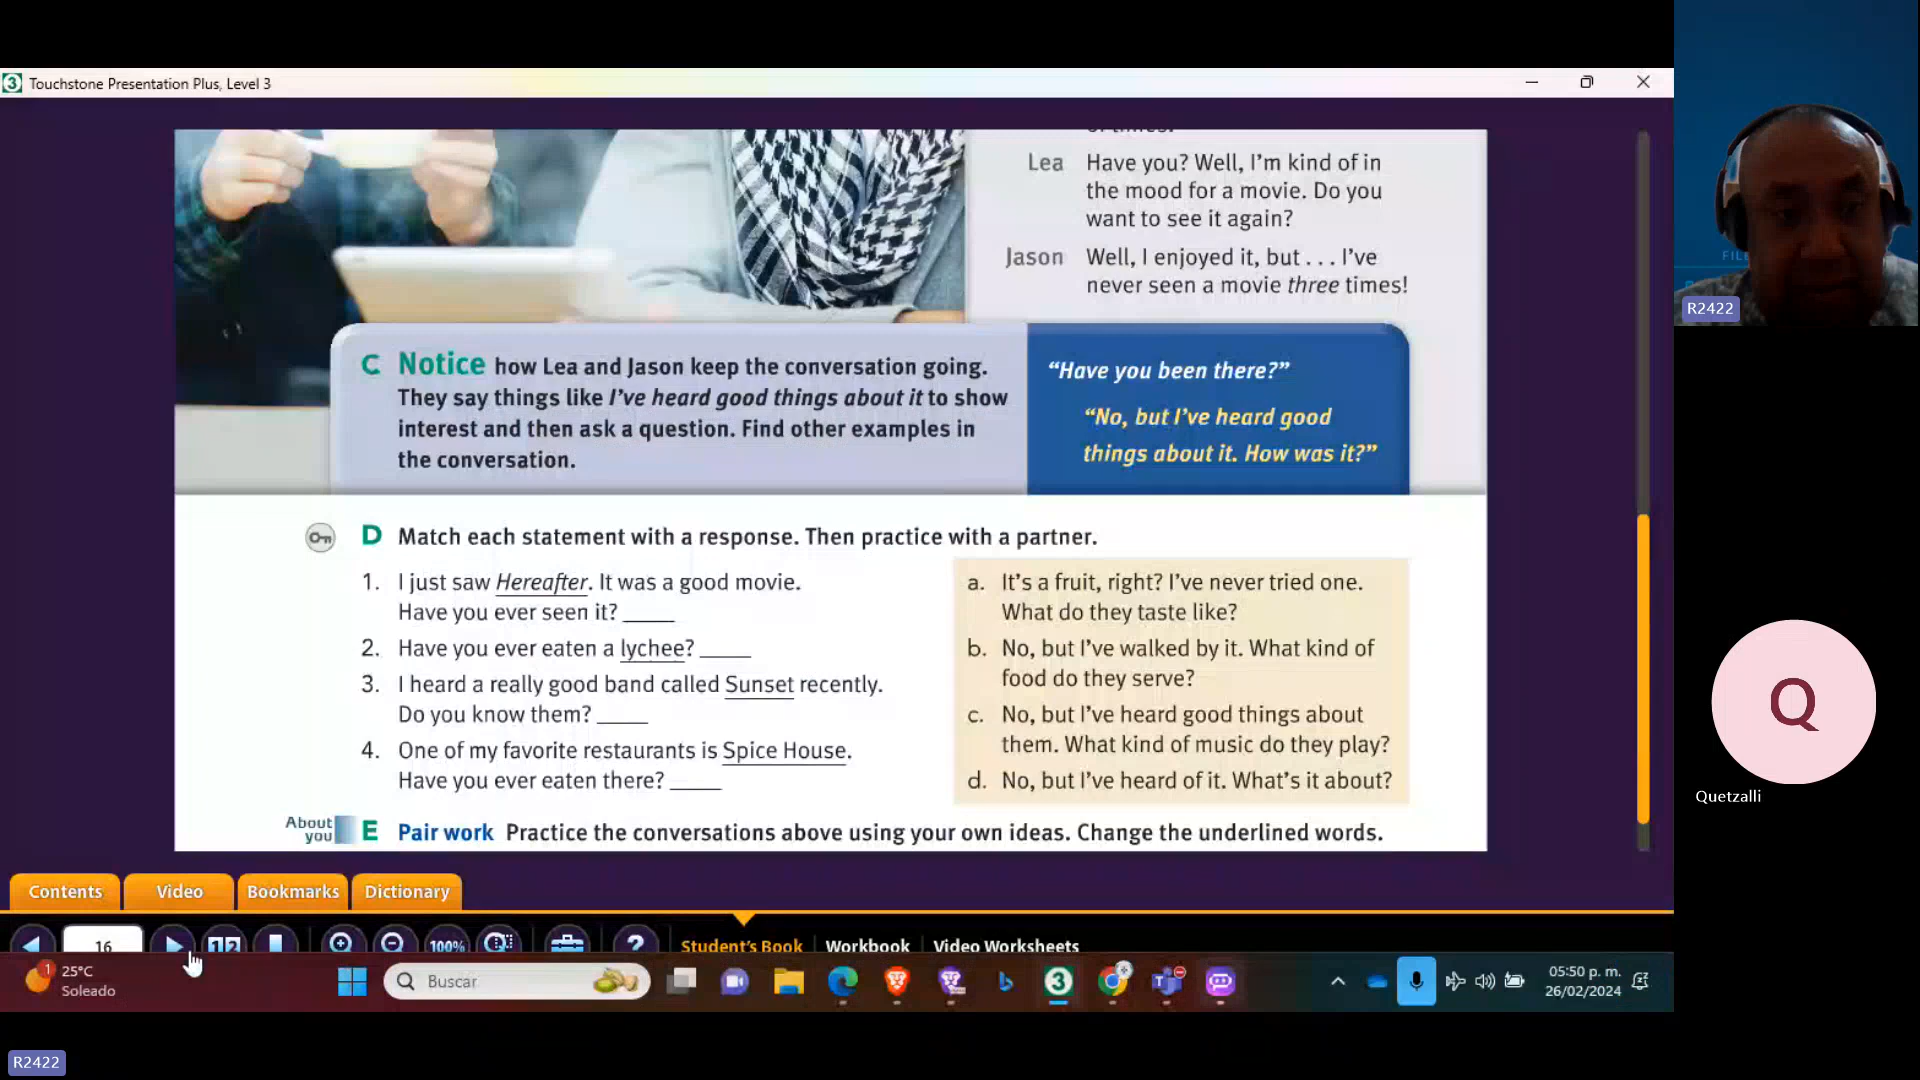 3 Touchstone Presentation Plus, Level 3
Lea Have you? Well, I'm kind of in
the mood for a movie. Do you
want to see it again?
Jason Well, I enjoyed it, but . . . I've
never seen a movie three times!
C Notice how Lea and Jason keep the conversation going.
They say things like I've heard good things about it to show
interest and then ask a question. Find other examples in
the conversation.
"Have you been there?"
"No, but I've heard good
things about it. How was it?"
D Match each statement with a response. Then practice with a partner.
1. I just saw Hereafter. It was a good movie.
Have you ever seen it? ____
2. Have you ever eaten a lychee? ____
3. I heard a really good band called Sunset recently.
Do you know them? ____
4. One of my favorite restaurants is Spice House.
Have you ever eaten there? ____
a. It's a fruit, right? I've never tried one.
What do they taste like?
b. No, but I've walked by it. What kind of
food do they serve?
c. No, but I've heard good things about
them. What kind of music do they play?
d. No, but I've heard of it. What's it about?
About
you
E Pair work Practice the conversations above using your own ideas. Change the underlined words.
Contents Video Bookmarks Dictionary
16 12 100% ? Student's Book Workbook Video Worksheets
1 25°C
Soleado
Buscar
3
05:50 p. m.
26/02/2024
R2422
R2422
Q
Quetzalli